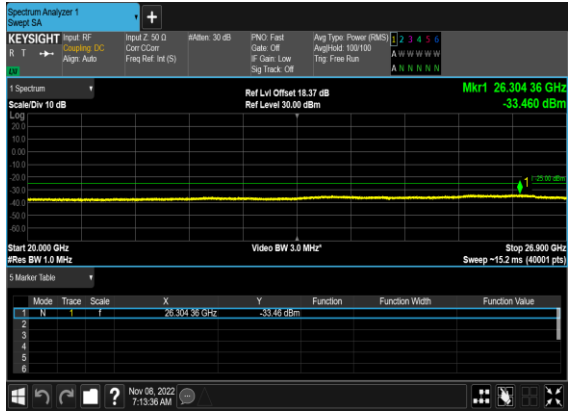 Spectrum Analyzer 1
Swept SA
+
KEYSIGHT Input: RF Input Z: 50 Ω #Atten: 30 dB PNO: Fast Avg Type: Power (RMS) 1 2 3 4 5 6
R T Coupling: DC Corr CCorr Gate: Off Avg|Hold: 100/100 A W W W W W
Align: Auto Freq Ref: Int (S) IF Gain: Low Trig: Free Run
LU Sig Track: Off A N N N N N
1 Spectrum Ref Lvl Offset 18.37 dB Mkr1 26.304 36 GHz
Scale/Div 10 dB Ref Level 30.00 dBm -33.460 dBm
Log
20.0
10.0
0.00
-10.0
-20.0
1 -25.00 dBm
-30.0
-40.0
-50.0
-60.0
Start 20.000 GHz Video BW 3.0 MHz* Stop 26.900 GHz
#Res BW 1.0 MHz Sweep ~15.2 ms (40001 pts)
5 Marker Table
Mode Trace Scale X Y Function Function Width Function Value
1 N 1 f 26.304 36 GHz -33.46 dBm
2
3
4
5
6
? Nov 08, 2022
7:13:36 AM